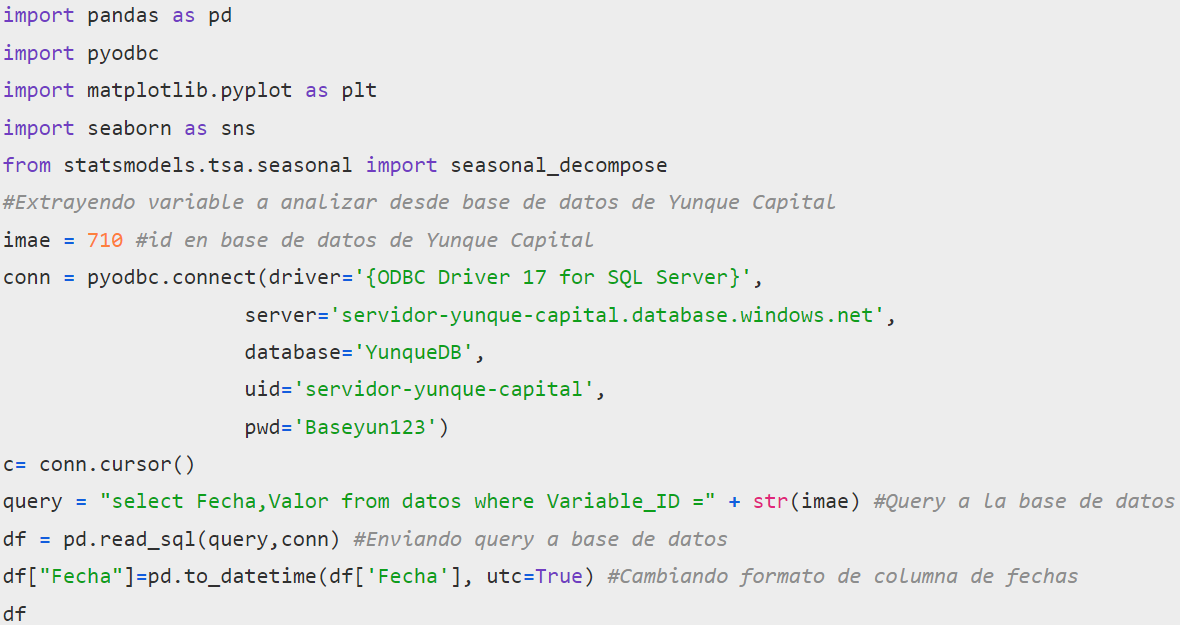 import pandas as pd
import pyodbc
import matplotlib.pyplot as plt
import seaborn as sns
from statsmodels.tsa.seasonal import seasonal_decompose
#Extrayendo variable a analizar desde base de datos de Yunque Capital
imae = 710 #id en base de datos de Yunque Capital
conn = pyodbc.connect(driver='{ODBC Driver 17 for SQL Server}',
                    server='servidor-yunque-capital.database.windows.net',
                    database='YunqueDB',
                    uid='servidor-yunque-capital',
                    pwd='Baseyun123')
c= conn.cursor()
query = "select Fecha,Valor from datos where Variable_ID =" + str(imae) #Query a la base de datos
df = pd.read_sql(query,conn) #Enviando query a base de datos
df["Fecha"]=pd.to_datetime(df['Fecha'], utc=True) #Cambiando formato de columna de fechas
df